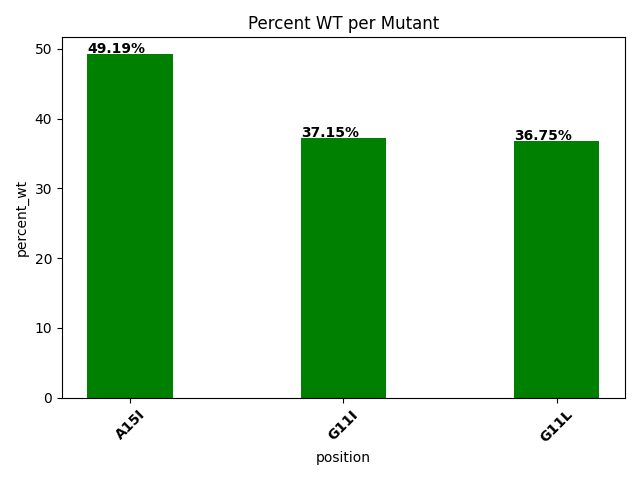 Percent WT per Mutant
percent_wt
50
40
30
20
10
0
49.19%
37.15%
36.75%
A15I
G11I
G11L
position